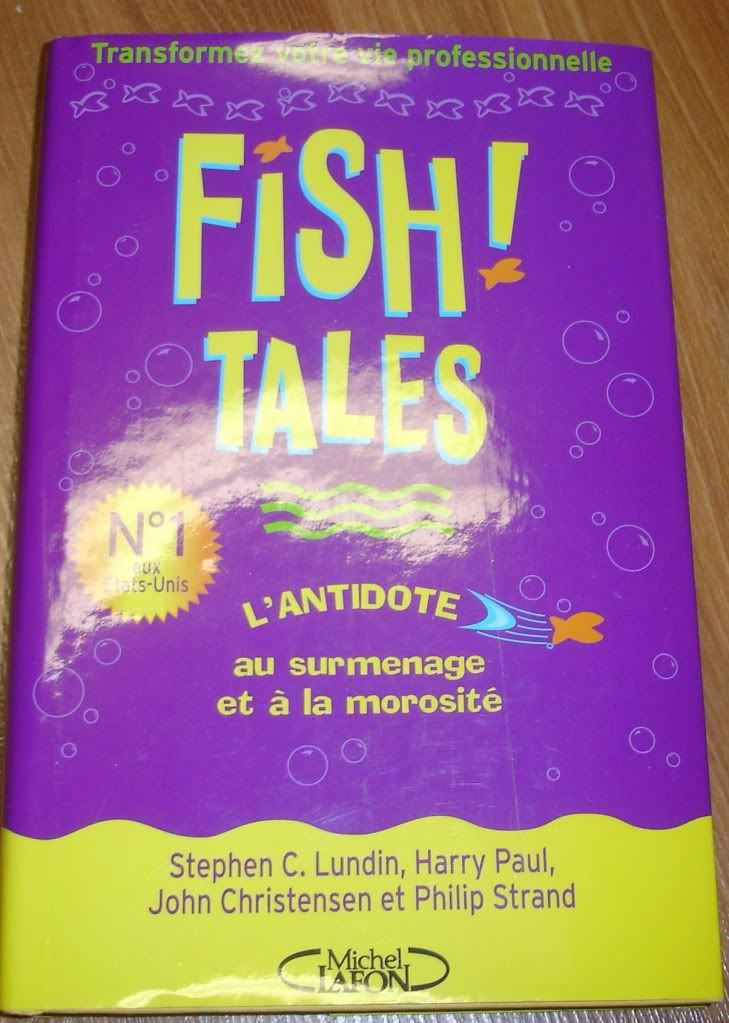 Transformez votre vie professionnelle
FiSH!
TALES
N°1
aux
Etats-Unis
L'ANTIDOTE
au surmenage
et à la morosité
Stephen C. Lundin, Harry Paul,
John Christensen et Philip Strand
Michel
LAFON